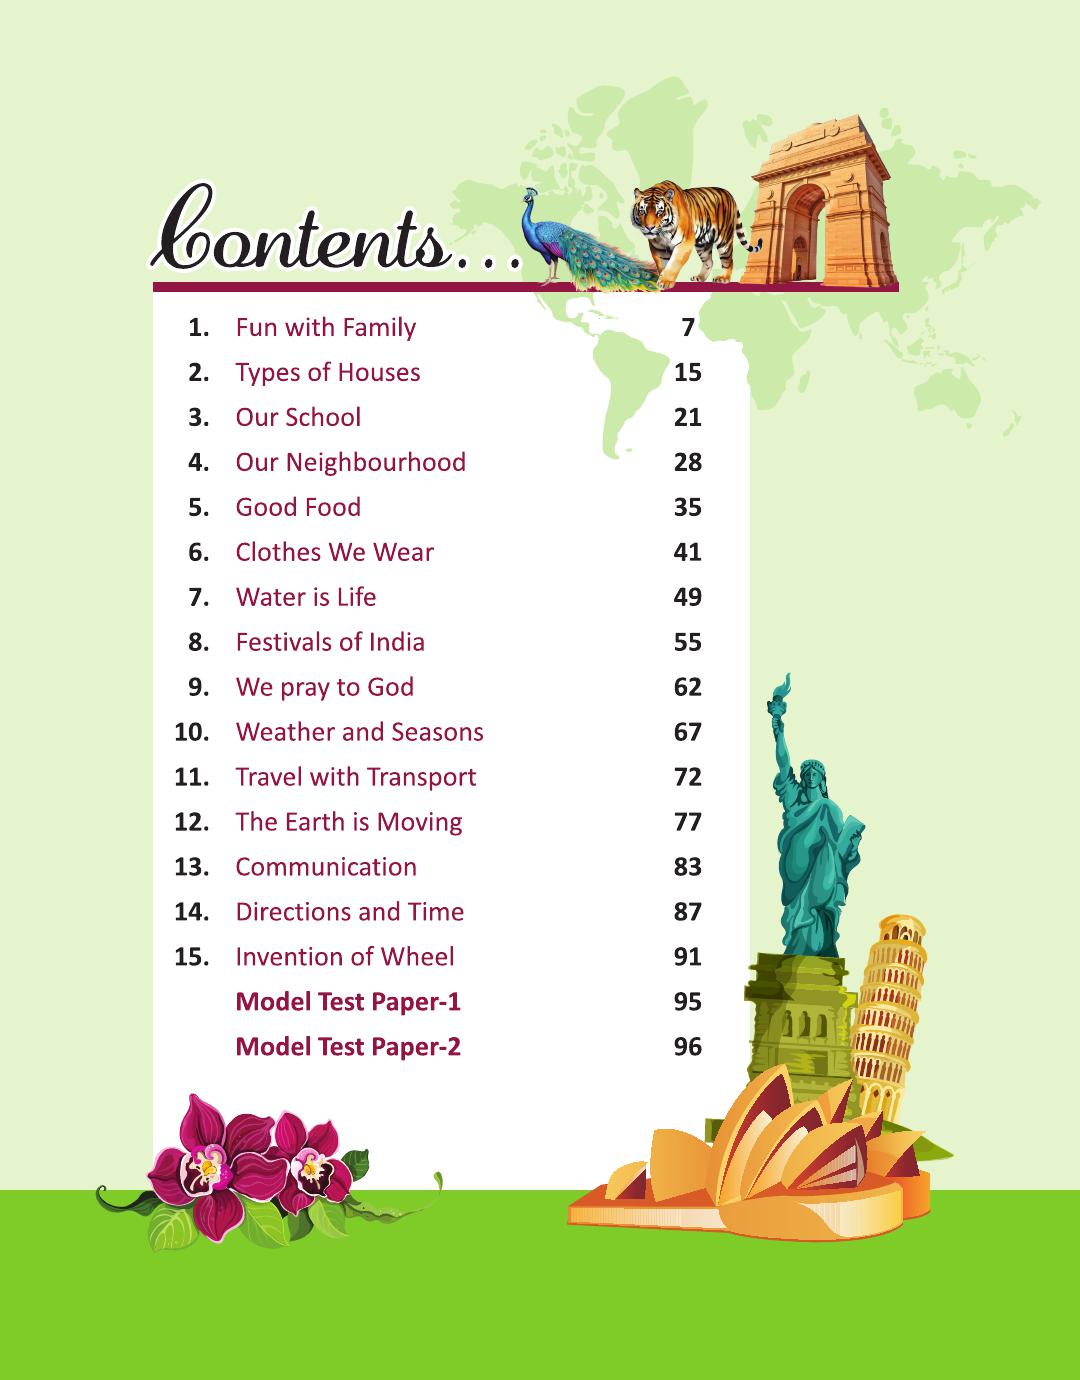 Contents...
1. Fun with Family 7
2. Types of Houses 15
3. Our School 21
4. Our Neighbourhood 28
5. Good Food 35
6. Clothes We Wear 41
7. Water is Life 49
8. Festivals of India 55
9. We pray to God 62
10. Weather and Seasons 67
11. Travel with Transport 72
12. The Earth is Moving 77
13. Communication 83
14. Directions and Time 87
15. Invention of Wheel 91
Model Test Paper-1 95
Model Test Paper-2 96